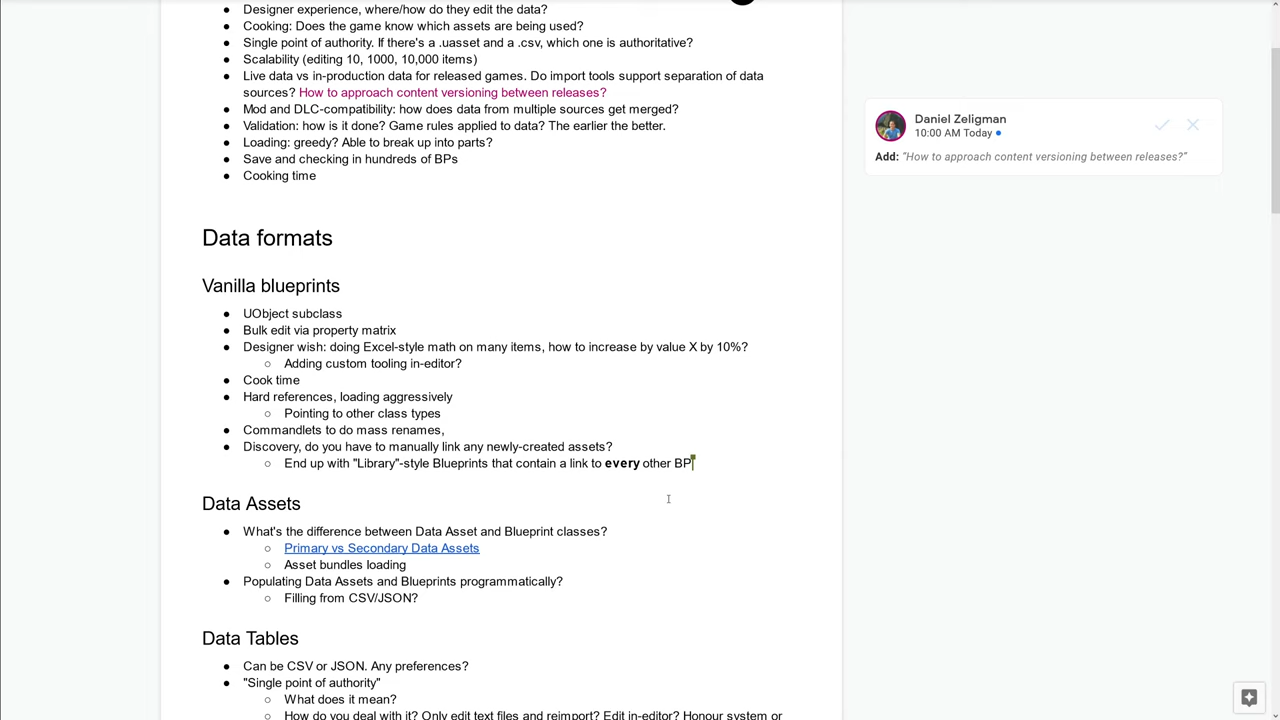 Designer experience, where/how do they edit the data?
Cooking: Does the game know which assets are being used?
Single point of authority. If there's a .uasset and a .csv, which one is authoritative?
Scalability (editing 10, 1000, 10,000 items)
Live data vs in-production data for released games. Do import tools support separation of data
sources? How to approach content versioning between releases?
Mod and DLC-compatibility: how does data from multiple sources get merged?
Validation: how is it done? Game rules applied to data? The earlier the better.
Loading: greedy? Able to break up into parts?
Save and checking in hundreds of BPs
Cooking time
Daniel Zeligman
10:00 AM Today
Add: "How to approach content versioning between releases?"
Data formats
Vanilla blueprints
UObject subclass
Bulk edit via property matrix
Designer wish: doing Excel-style math on many items, how to increase by value X by 10%?
Adding custom tooling in-editor?
Cook time
Hard references, loading aggressively
Pointing to other class types
Commandlets to do mass renames,
Discovery, do you have to manually link any newly-created assets?
End up with "Library"-style Blueprints that contain a link to every other BP
Data Assets
What's the difference between Data Asset and Blueprint classes?
Primary vs Secondary Data Assets
Asset bundles loading
Populating Data Assets and Blueprints programmatically?
Filling from CSV/JSON?
Data Tables
Can be CSV or JSON. Any preferences?
"Single point of authority"
What does it mean?
How do you deal with it? Only edit text files and reimport? Edit in-editor? Honour system or